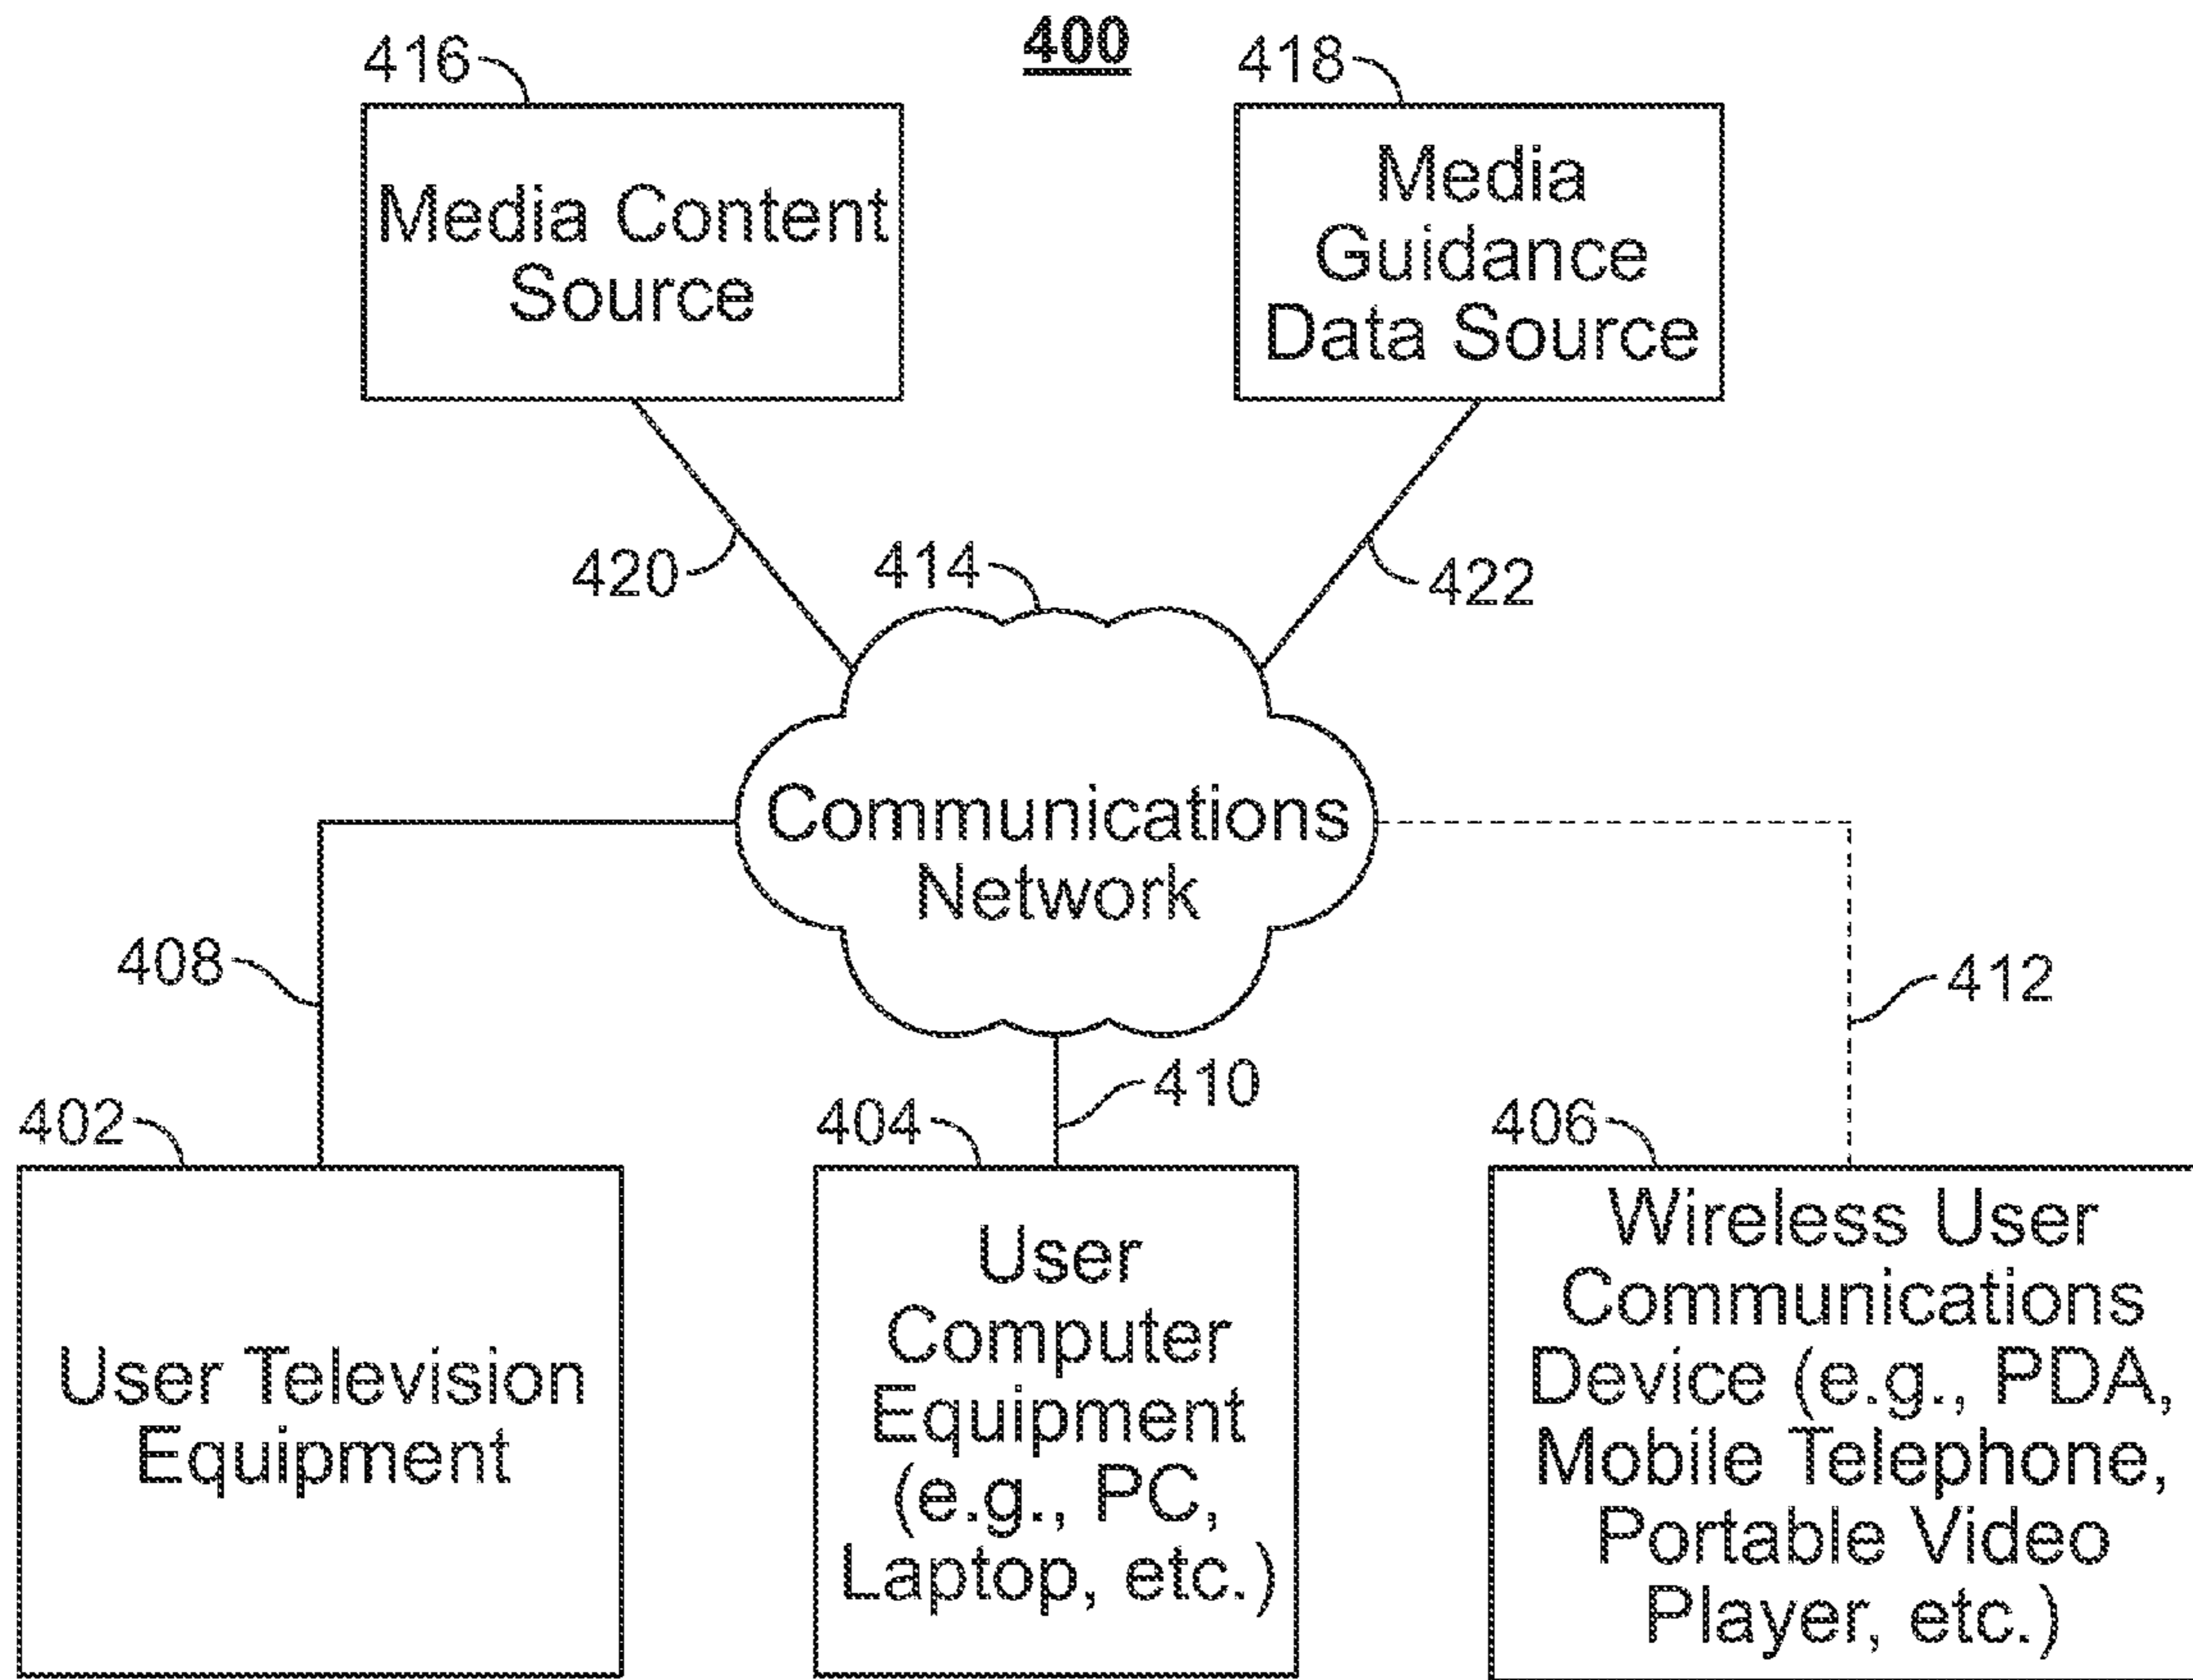 400
416
418
Media Content
Source
Media
Guidance
Data Source
420
414
422
Communications
Network
408
412
410
402
404
406
User Television
Equipment
User
Computer
Equipment
(e.g., PC,
Laptop, etc.)
Wireless User
Communications
Device (e.g., PDA,
Mobile Telephone,
Portable Video
Player, etc.)